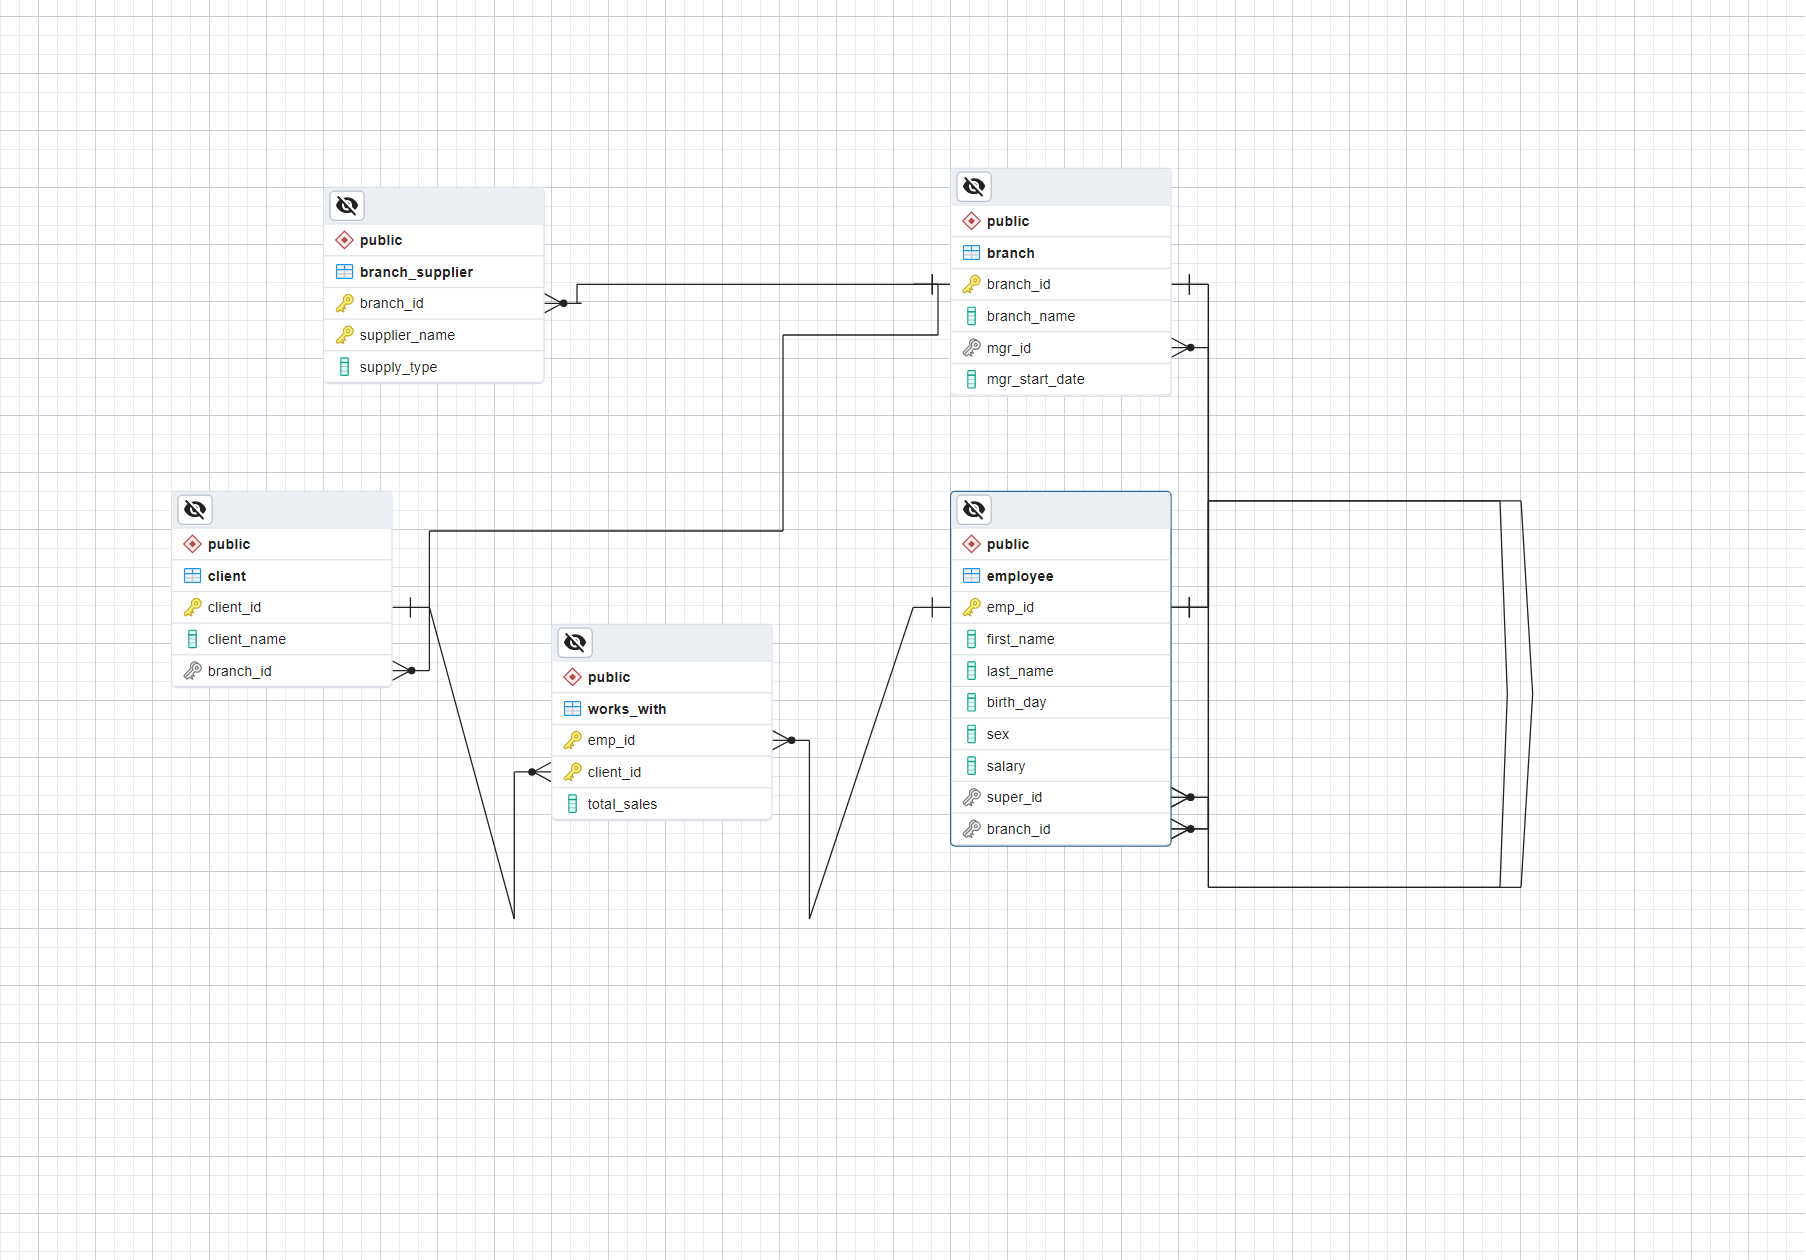 public
branch_supplier
branch_id
supplier_name
supply_type
public
branch
branch_id
branch_name
mgr_id
mgr_start_date
public
client
client_id
client_name
branch_id
public
works_with
emp_id
client_id
total_sales
public
employee
emp_id
first_name
last_name
birth_day
sex
salary
super_id
branch_id